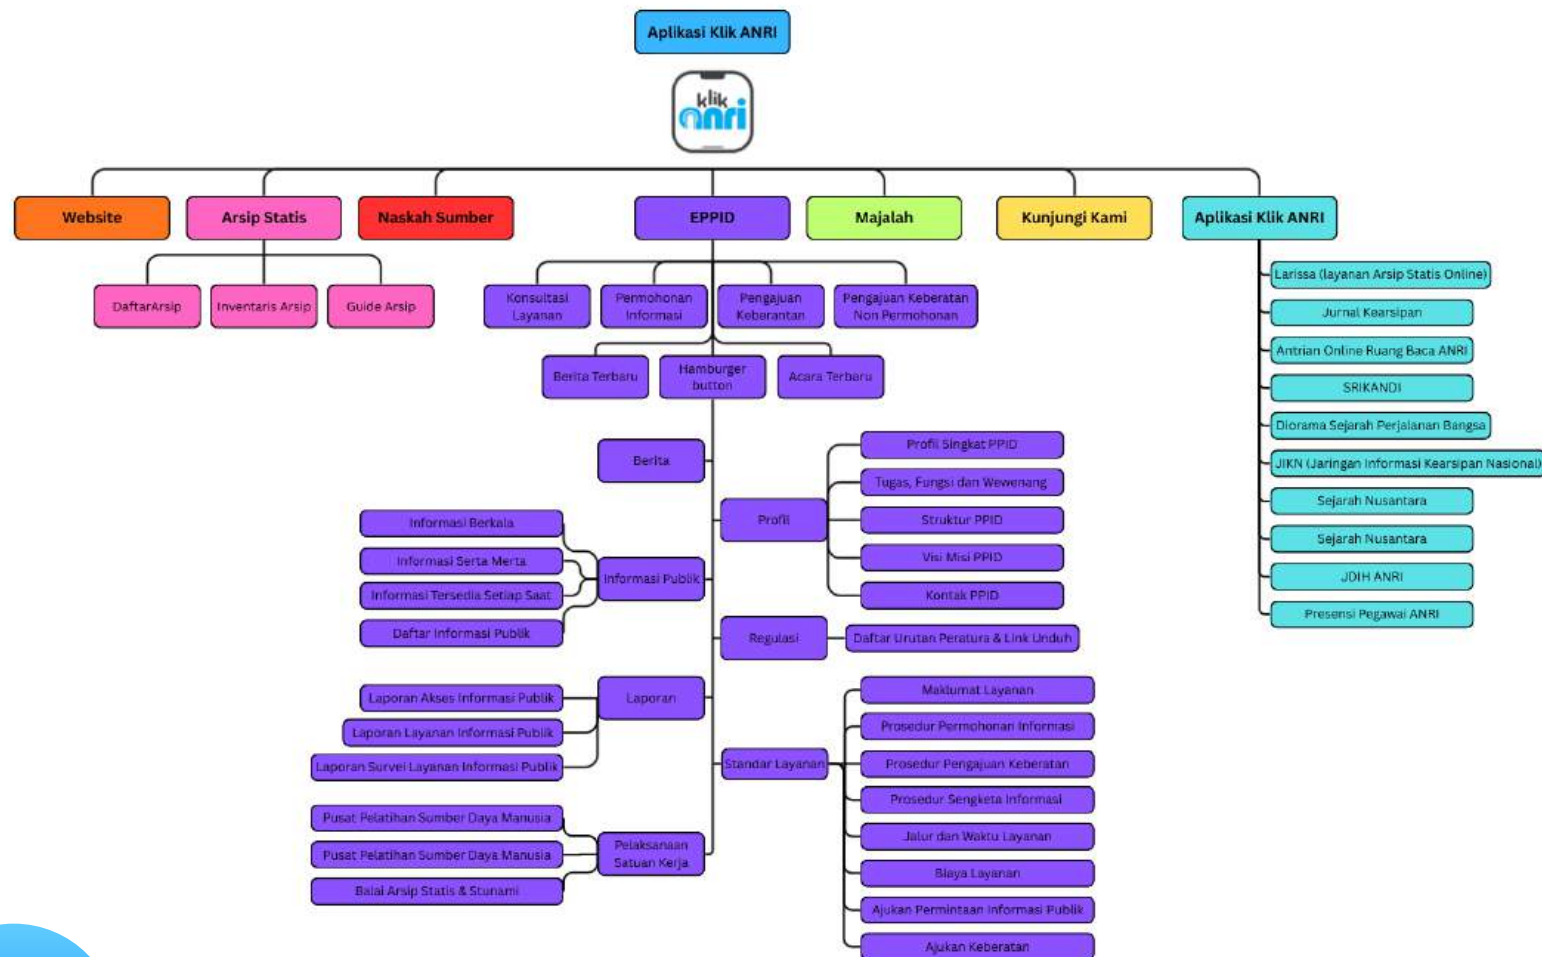 Aplikasi Klik ANRI
klik
anri
Website
Arsip Statis
Naskah Sumber
EPPID
Majalah
Kunjungi Kami
Aplikasi Klik ANRI
DaftarArsip
Inventaris Arsip
Guide Arsip
Konsultasi
Layanan
Permohonan
Informasi
Pengajuan
Keberantan
Pengajuan Keberatan
Non Permohonan
Berita Terbaru
Hamburger
button
Acara Terbaru
Berita
Profil
Profil Singkat PPID
Tugas, Fungsi dan Wewenang
Struktur PPID
Visi Misi PPID
Kontak PPID
Informasi Berkala
Informasi Serta Merta
Informasi Tersedia Setiap Saat
Daftar Informasi Publik
Informasi Publik
Regulasi
Daftar Urutan Peratura & Link Unduh
Laporan Akses Informasi Publik
Laporan Layanan Informasi Publik
Laporan Survei Layanan Informasi Publik
Laporan
Standar Layanan
Maklumat Layanan
Prosedur Permohonan Informasi
Prosedur Pengajuan Keberatan
Prosedur Sengketa Informasi
Jalur dan Waktu Layanan
Biaya Layanan
Ajukan Permintaan Informasi Publik
Ajukan Keberatan
Pusat Pelatihan Sumber Daya Manusia
Pusat Pelatihan Sumber Daya Manusia
Balai Arsip Statis & Stunami
Pelaksanaan
Satuan Kerja
Larissa (layanan Arsip Statis Online)
Jurnal Kearsipan
Antrian Online Ruang Baca ANRI
SRIKANDI
Diorama Sejarah Perjalanan Bangsa
JIKN (Jaringan Informasi Kearsipan Nasional)
Sejarah Nusantara
Sejarah Nusantara
JDIH ANRI
Presensi Pegawai ANRI